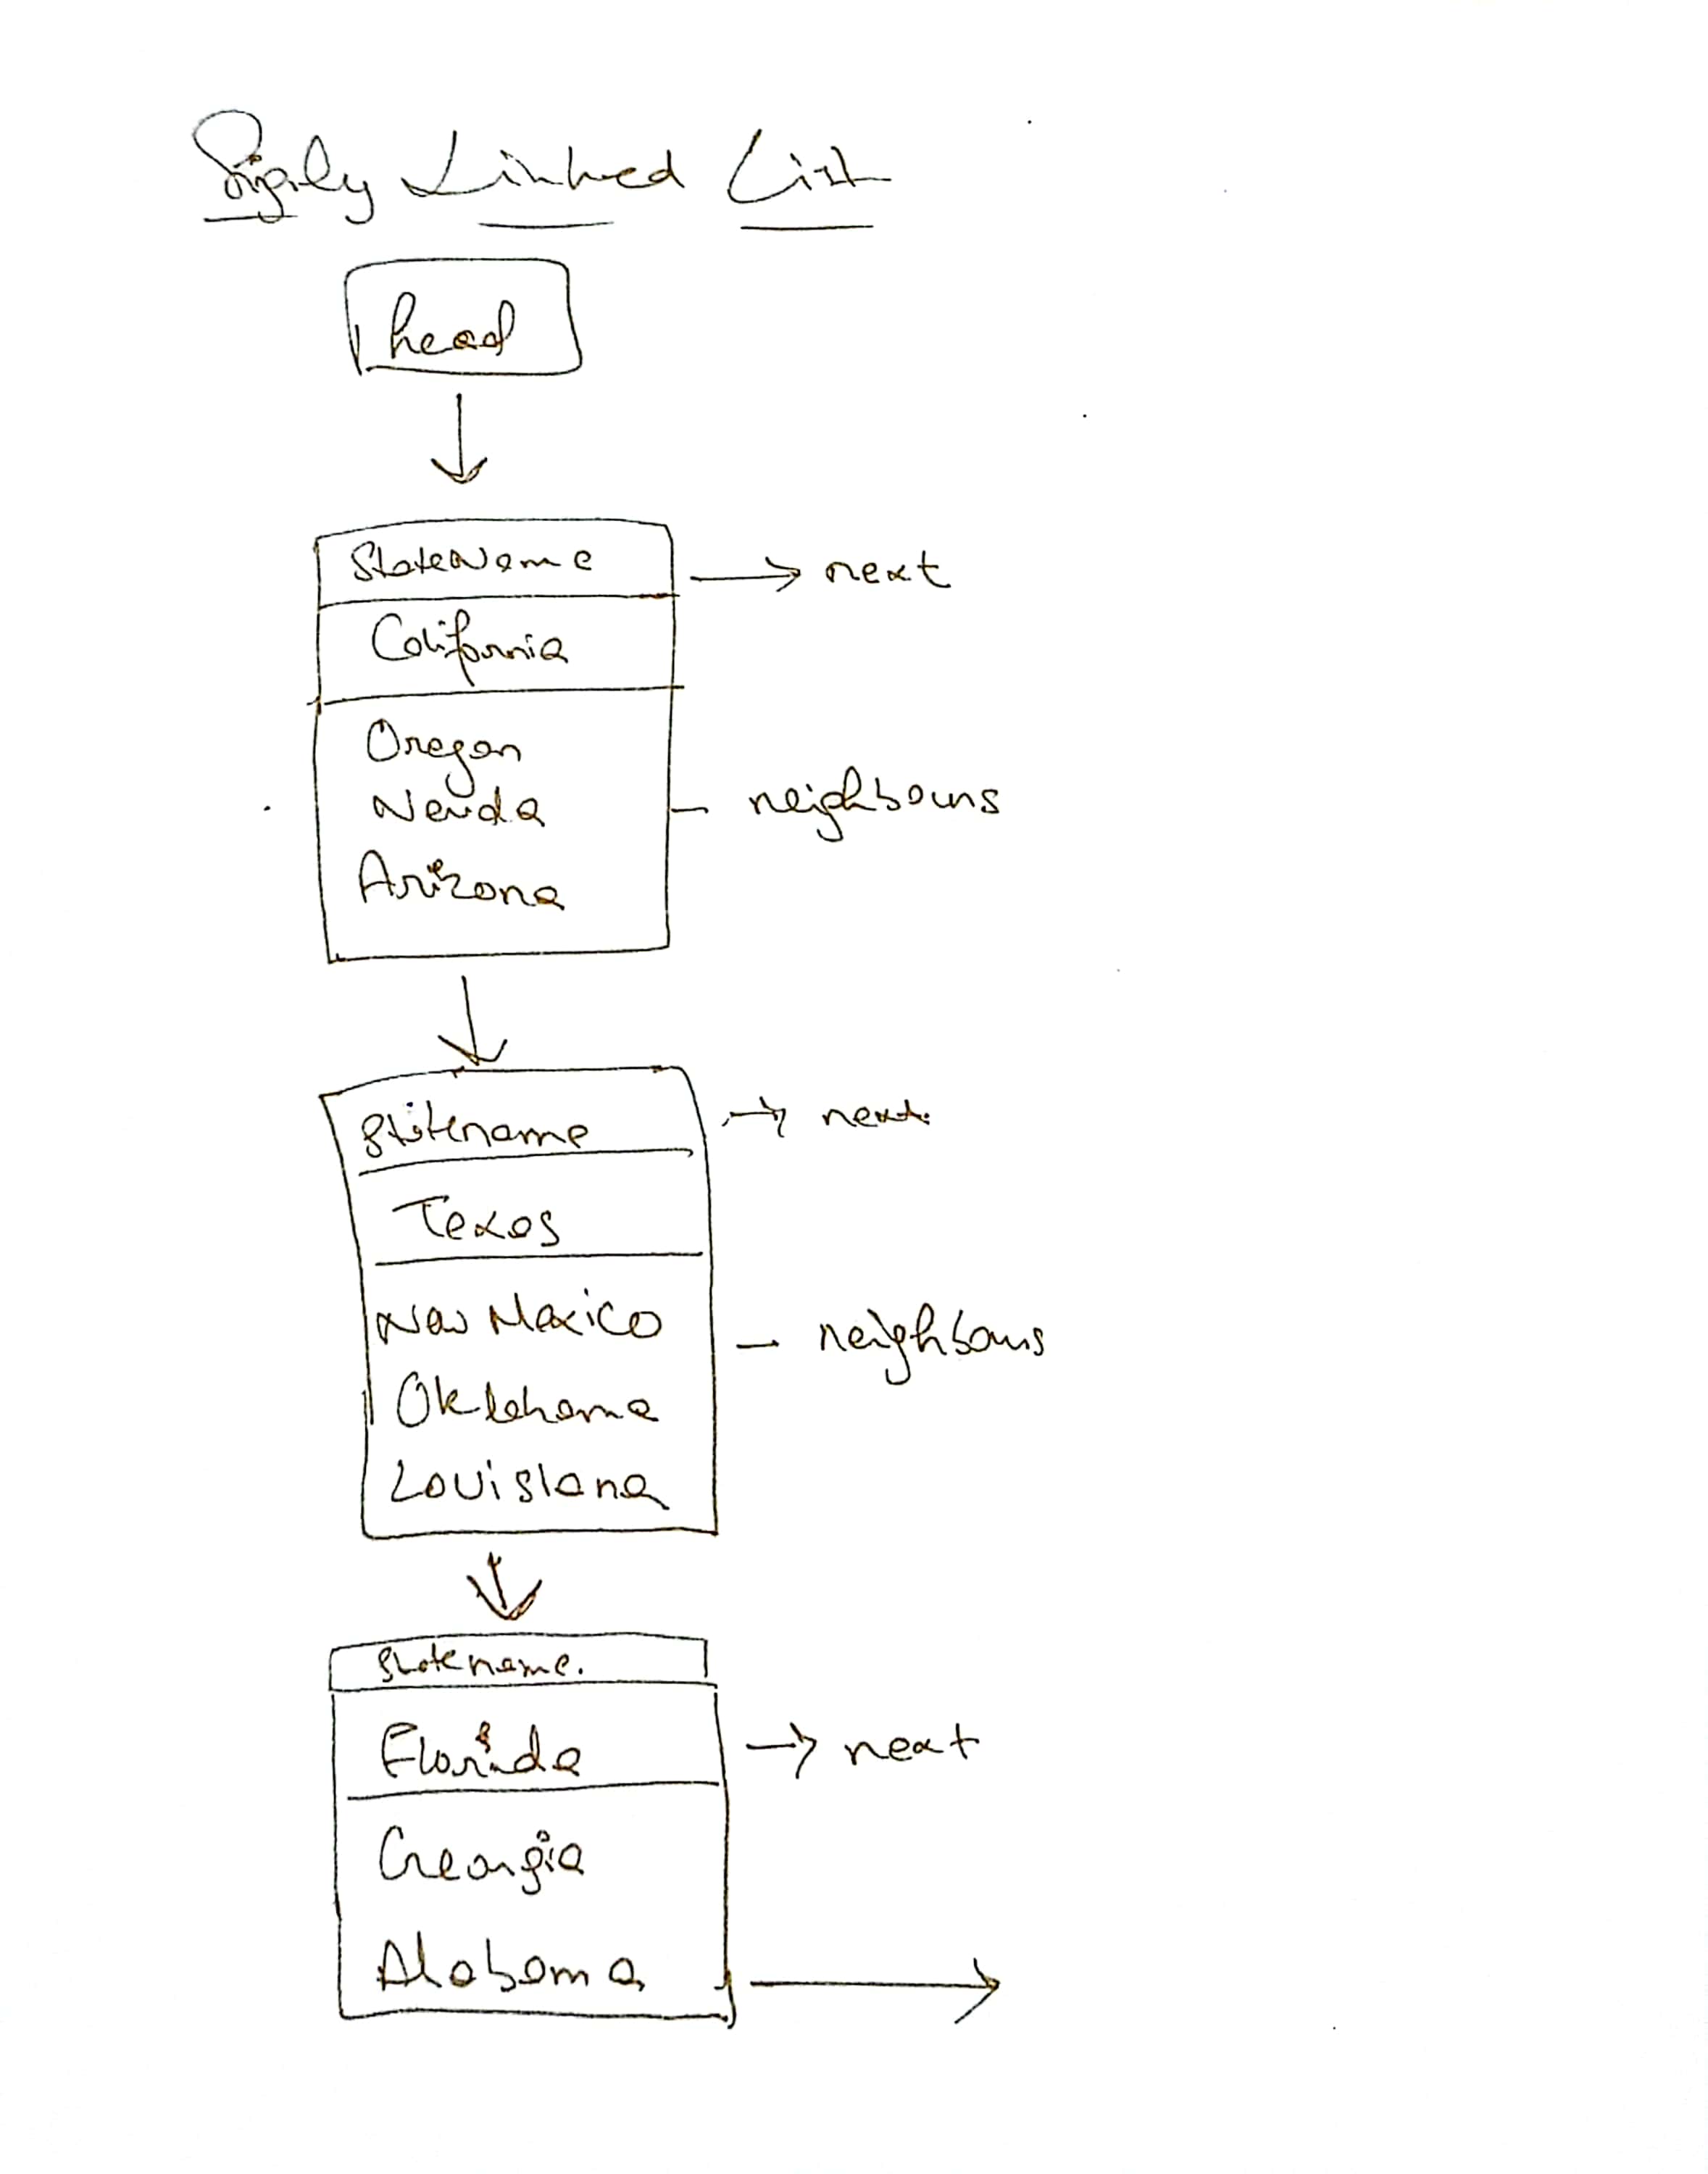 Singly Linked List
head
StateName → next
California
Oregon
Nevda - neighbours
Arizona
Statename → next
Texas
New Mexico
- neighbours
Oklahoma
Louisiana
Statename.
Florida → next
Georgia
Alabama